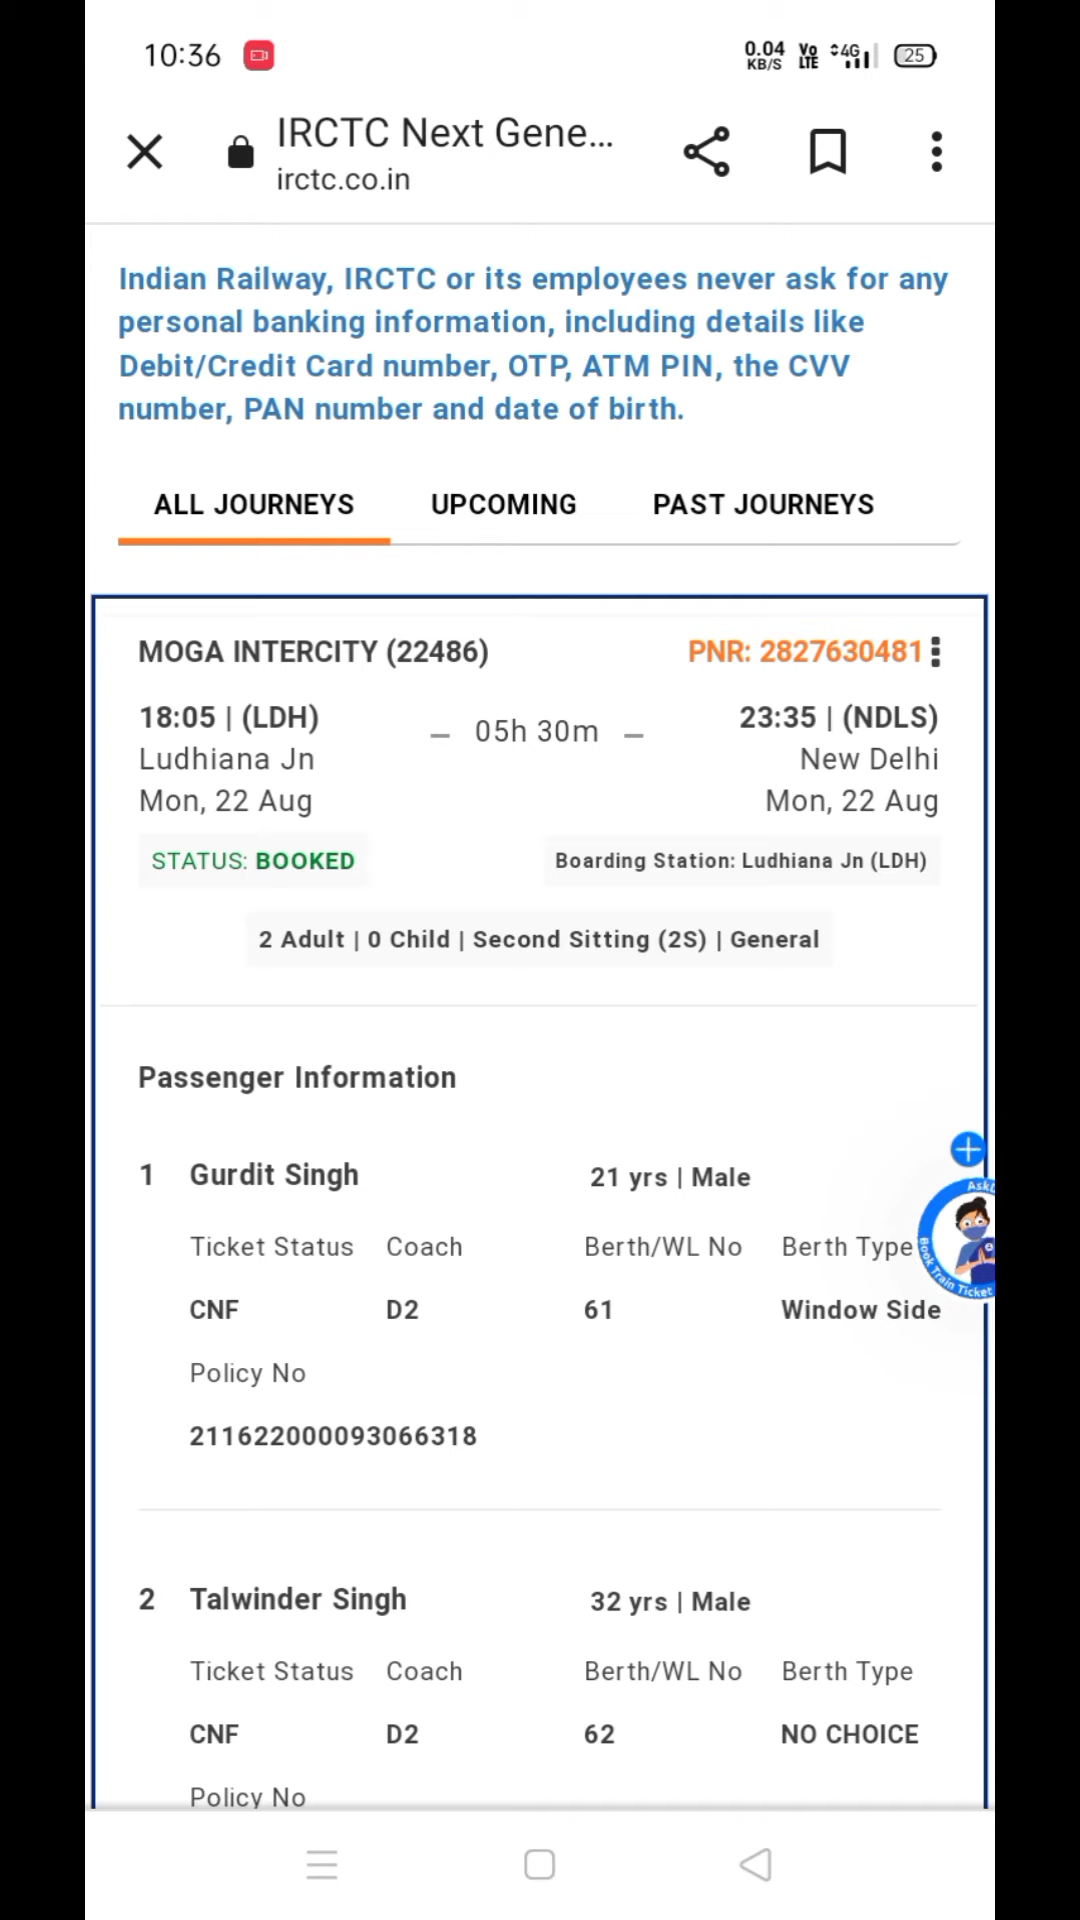 10:36
0.04 KB/S Vo LTE 4G 25
IRCTC Next Gene...
irctc.co.in
Indian Railway, IRCTC or its employees never ask for any
personal banking information, including details like
Debit/Credit Card number, OTP, ATM PIN, the CVV
number, PAN number and date of birth.
ALL JOURNEYS UPCOMING PAST JOURNEYS
MOGA INTERCITY (22486) PNR: 2827630481
18:05 | (LDH) — 05h 30m — 23:35 | (NDLS)
Ludhiana Jn New Delhi
Mon, 22 Aug Mon, 22 Aug
STATUS: BOOKED Boarding Station: Ludhiana Jn (LDH)
2 Adult | 0 Child | Second Sitting (2S) | General
Passenger Information
1 Gurdit Singh 21 yrs | Male
Ticket Status Coach Berth/WL No Berth Type
CNF D2 61 Window Side
Policy No
211622000093066318
Book Train Ticket
2 Talwinder Singh 32 yrs | Male
Ticket Status Coach Berth/WL No Berth Type
CNF D2 62 NO CHOICE
Policy No